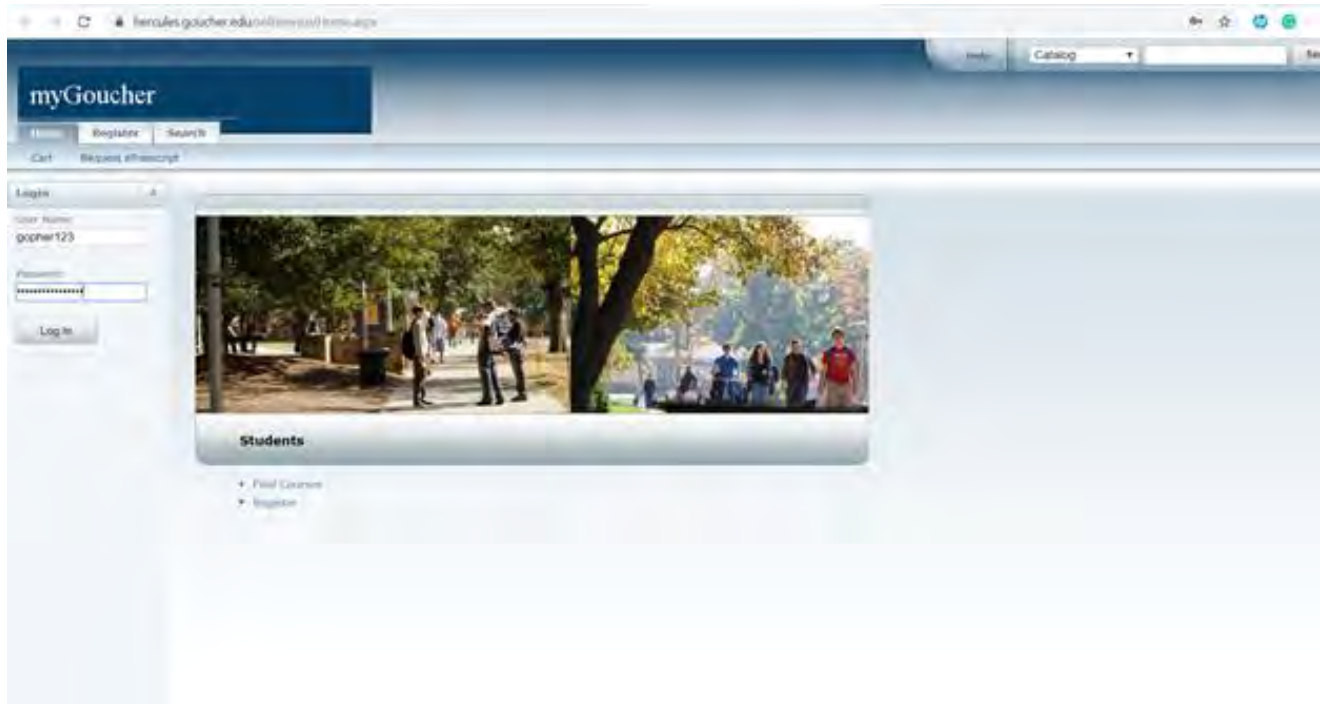 hercules.goucher.edu
Help Catalog
myGoucher
Home Register Search
Cart Request eTranscript
Login
User Name:
gopher123
Password:
Log In
Students
Find Courses
Register